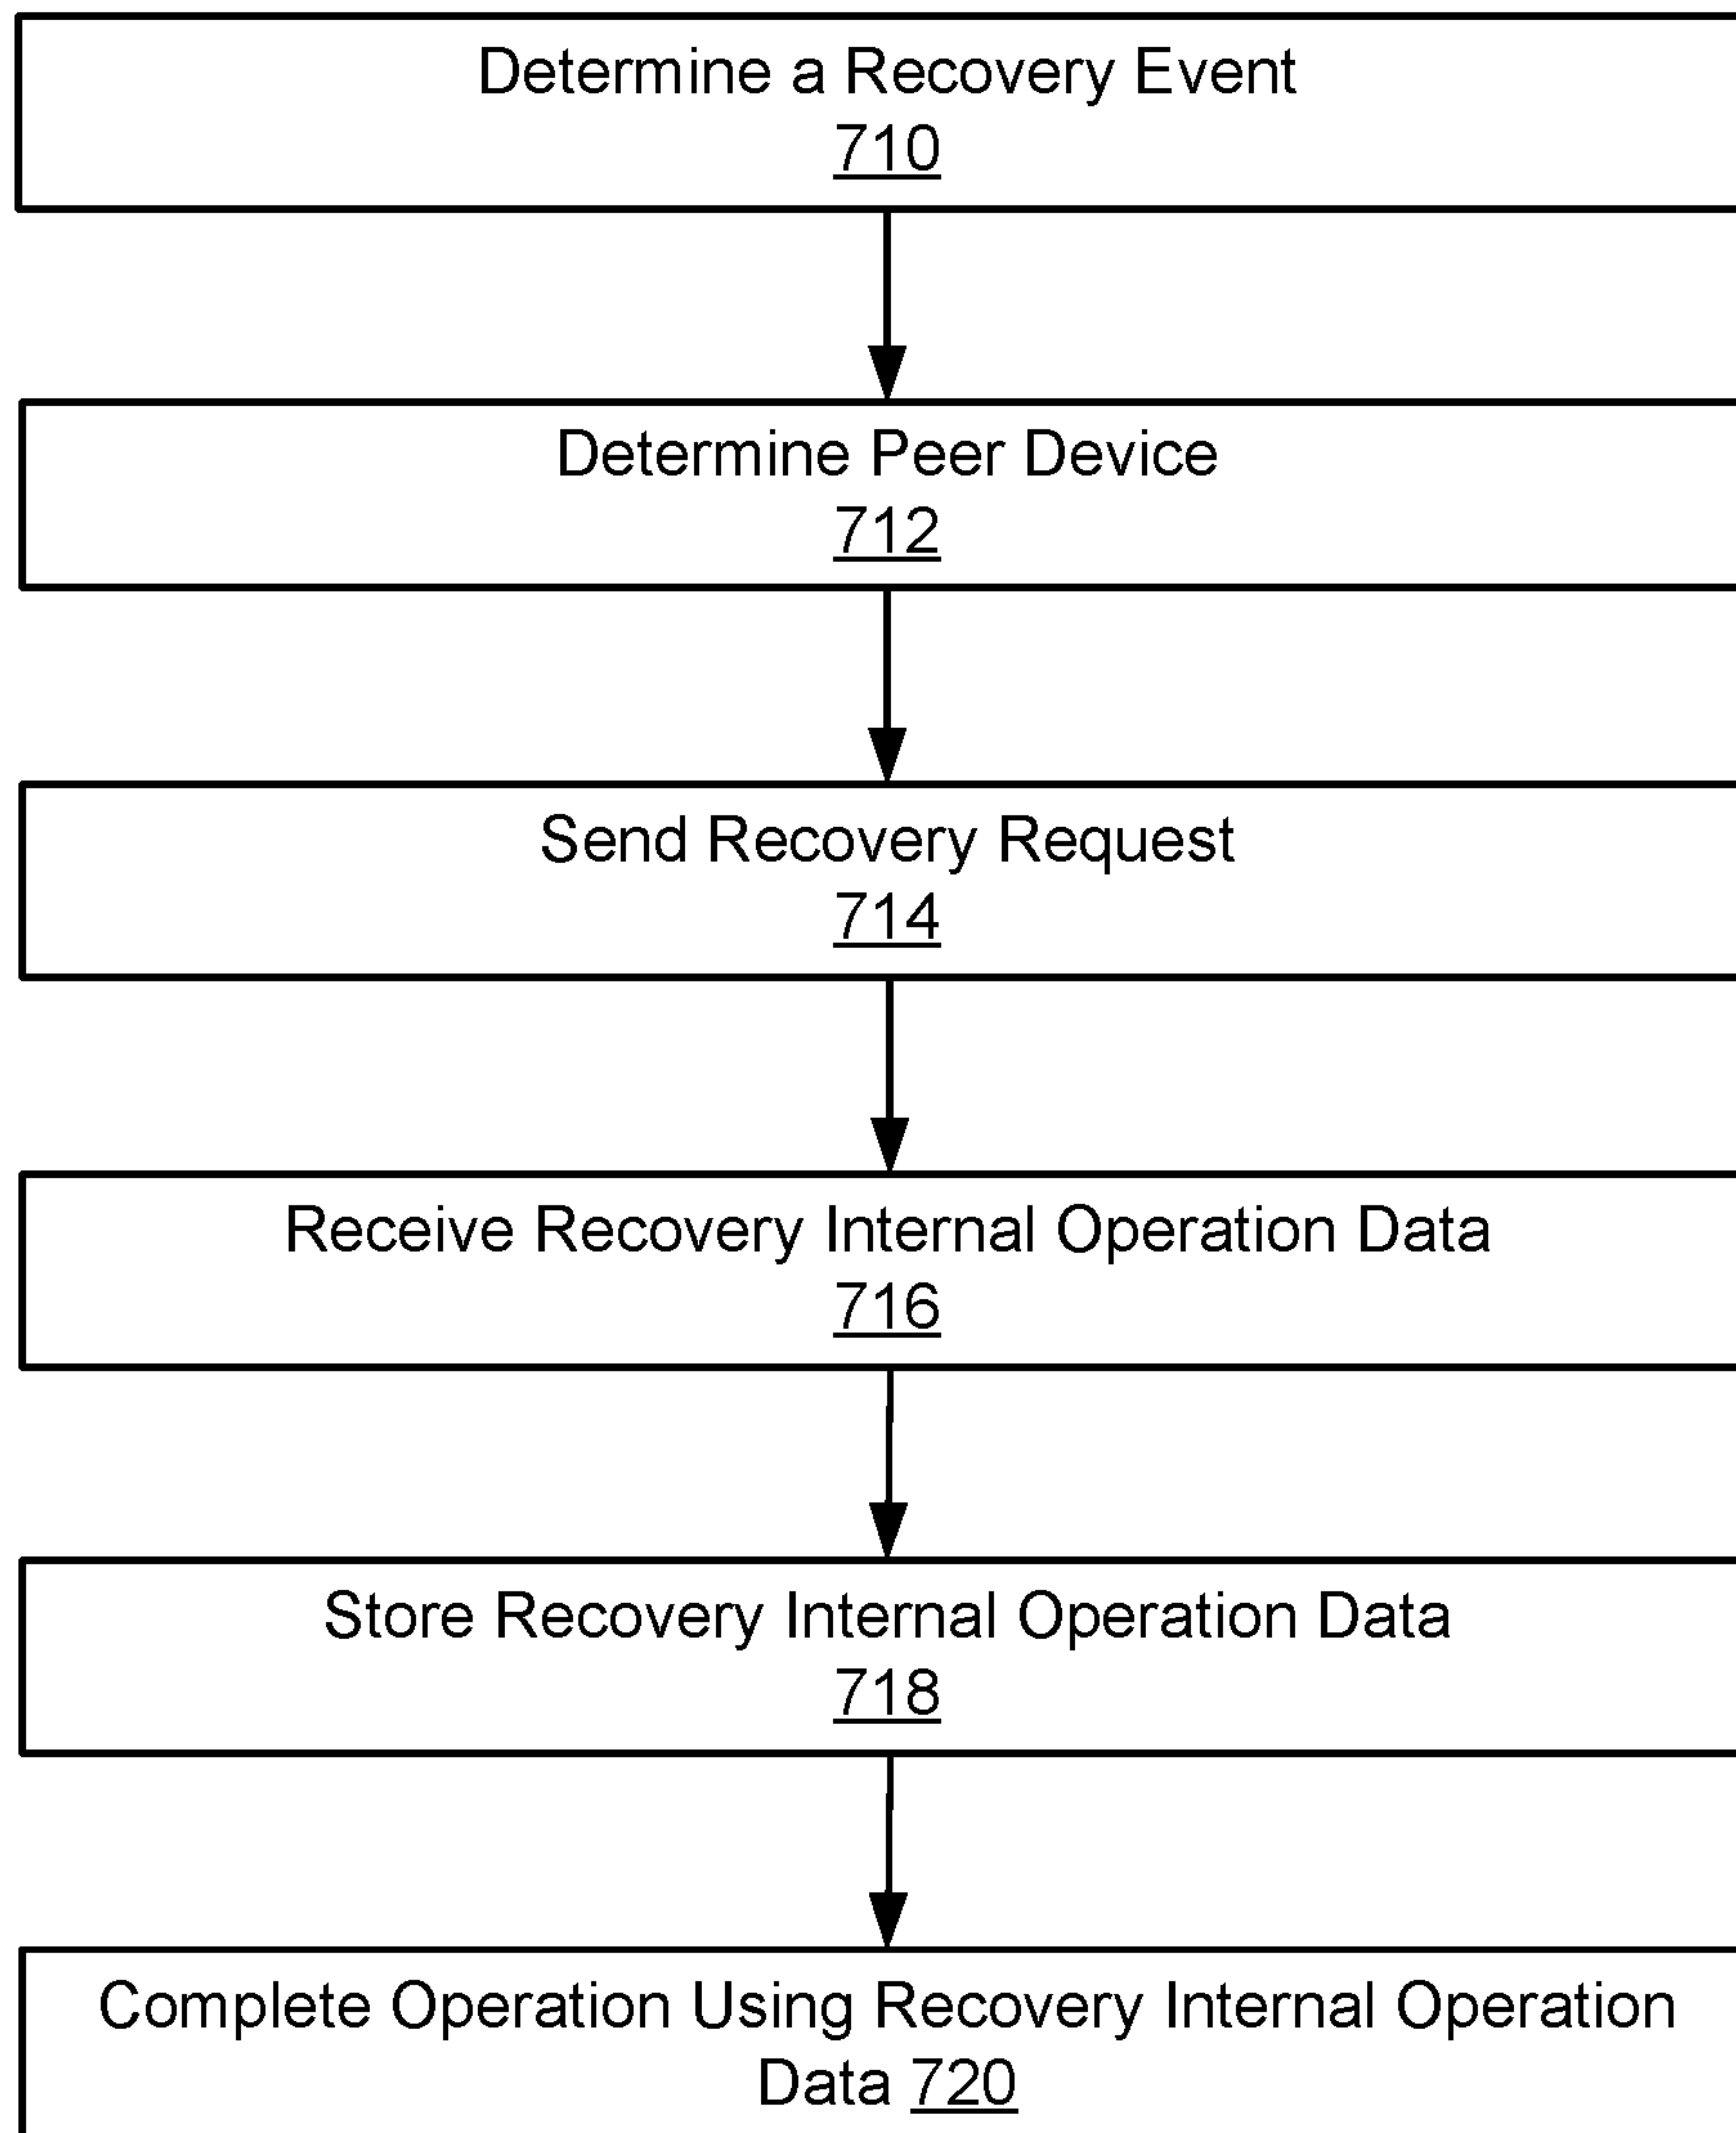 Determine a Recovery Event
710
Determine Peer Device
712
Send Recovery Request
714
Receive Recovery Internal Operation Data
716
Store Recovery Internal Operation Data
718
Complete Operation Using Recovery Internal Operation
Data 720